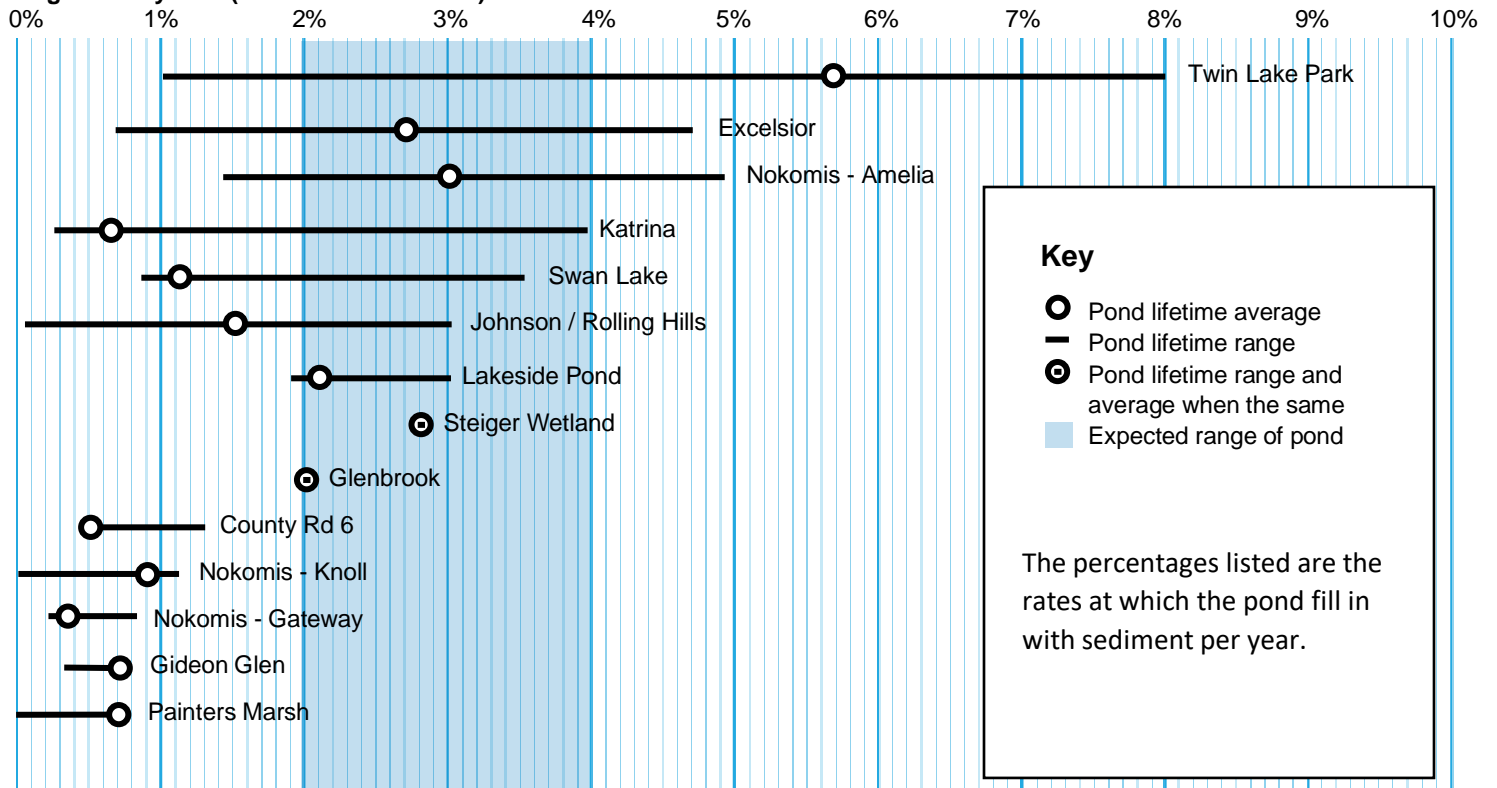 0% 1% 2% 3% 4% 5% 6% 7% 8% 9% 10%
Twin Lake Park
Excelsior
Nokomis - Amelia
Katrina
Swan Lake
Johnson / Rolling Hills
Lakeside Pond
Steiger Wetland
Glenbrook
County Rd 6
Nokomis - Knoll
Nokomis - Gateway
Gideon Glen
Painters Marsh
Key
Pond lifetime average
Pond lifetime range
Pond lifetime range and
average when the same
Expected range of pond
The percentages listed are the
rates at which the pond fill in
with sediment per year.